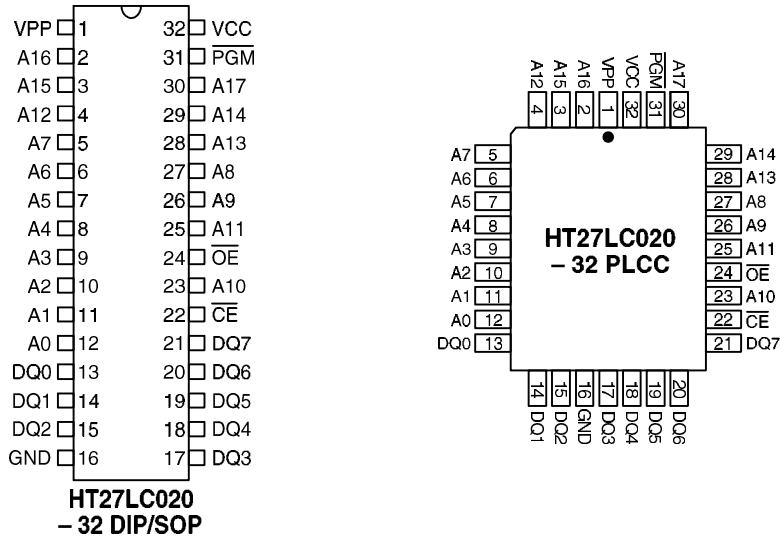 VPP 1 32 VCC
A16 2 31 PGM
A15 3 30 A17
A12 4 29 A14
A7 5 28 A13
A6 6 27 A8
A5 7 26 A9
A4 8 25 A11
A3 9 24 OE
A2 10 23 A10
A1 11 22 CE
A0 12 21 DQ7
DQ0 13 20 DQ6
DQ1 14 19 DQ5
DQ2 15 18 DQ4
GND 16 17 DQ3
HT27LC020
– 32 DIP/SOP
A12 A15 A16 VPP VCC PGM A17
4 3 2 1 32 31 30
A7 5 29 A14
A6 6 28 A13
A5 7 27 A8
A4 8 26 A9
A3 9 25 A11
A2 10 24 OE
A1 11 23 A10
A0 12 22 CE
DQ0 13 21 DQ7
HT27LC020
– 32 PLCC
14 15 16 17 18 19 20
DQ1 DQ2 GND DQ3 DQ4 DQ5 DQ6